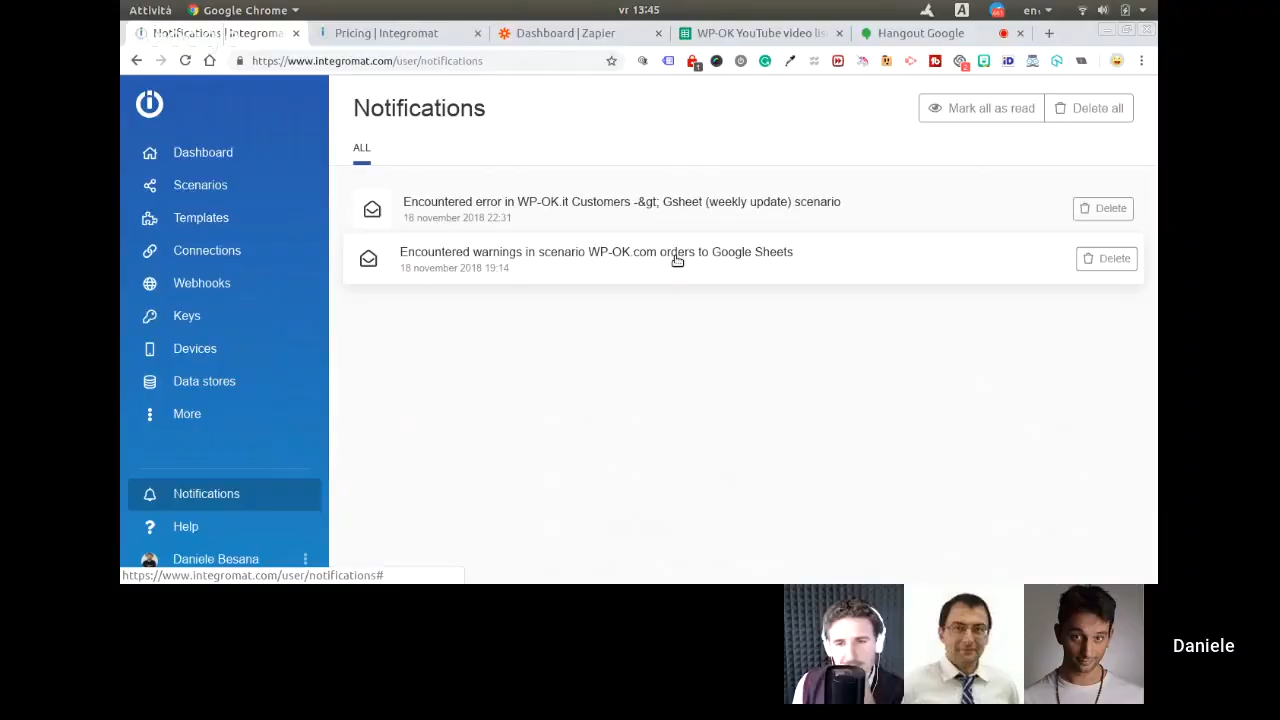 Attività
Google Chrome
vr 13:45
A
en
Notifications | Integromat
Pricing | Integromat
Dashboard | Zapier
WP-OK YouTube video lis
Hangout Google
https://www.integromat.com/user/notifications
Notifications
Mark all as read
Delete all
ALL
Dashboard
Scenarios
Templates
Connections
Webhooks
Keys
Devices
Data stores
More
Notifications
Help
Daniele Besana
Encountered error in WP-OK.it Customers -&gt; Gsheet (weekly update) scenario
18 november 2018 22:31
Delete
Encountered warnings in scenario WP-OK.com orders to Google Sheets
18 november 2018 19:14
Delete
https://www.integromat.com/user/notifications#
Daniele